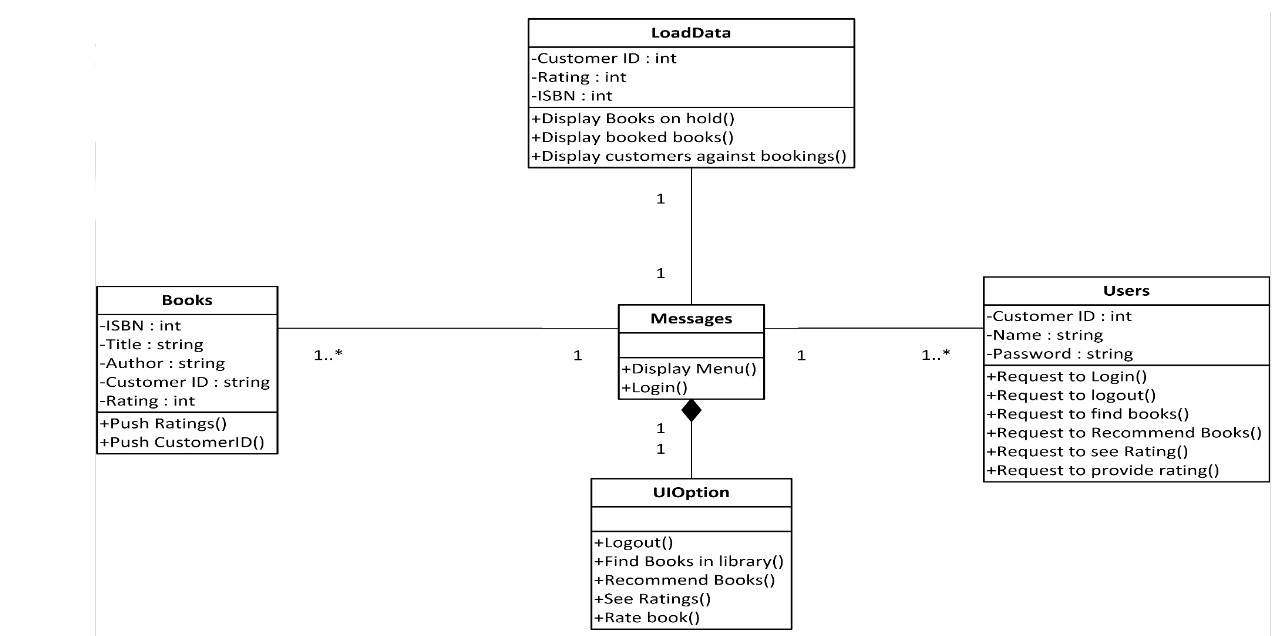 LoadData
-Customer ID : int
-Rating : int
-ISBN : int
+Display Books on hold()
+Display booked books()
+Display customers against bookings()
1
1
Books
-ISBN : int
-Title : string
-Author : string
-Customer ID : string
-Rating : int
+Push Ratings()
+Push CustomerID()
1..*
1
Messages
+Display Menu()
+Login()
1
1..*
Users
-Customer ID : int
-Name : string
-Password : string
+Request to Login()
+Request to logout()
+Request to find books()
+Request to Recommend Books()
+Request to see Rating()
+Request to provide rating()
1
1
UIOption
+Logout()
+Find Books in library()
+Recommend Books()
+See Ratings()
+Rate book()